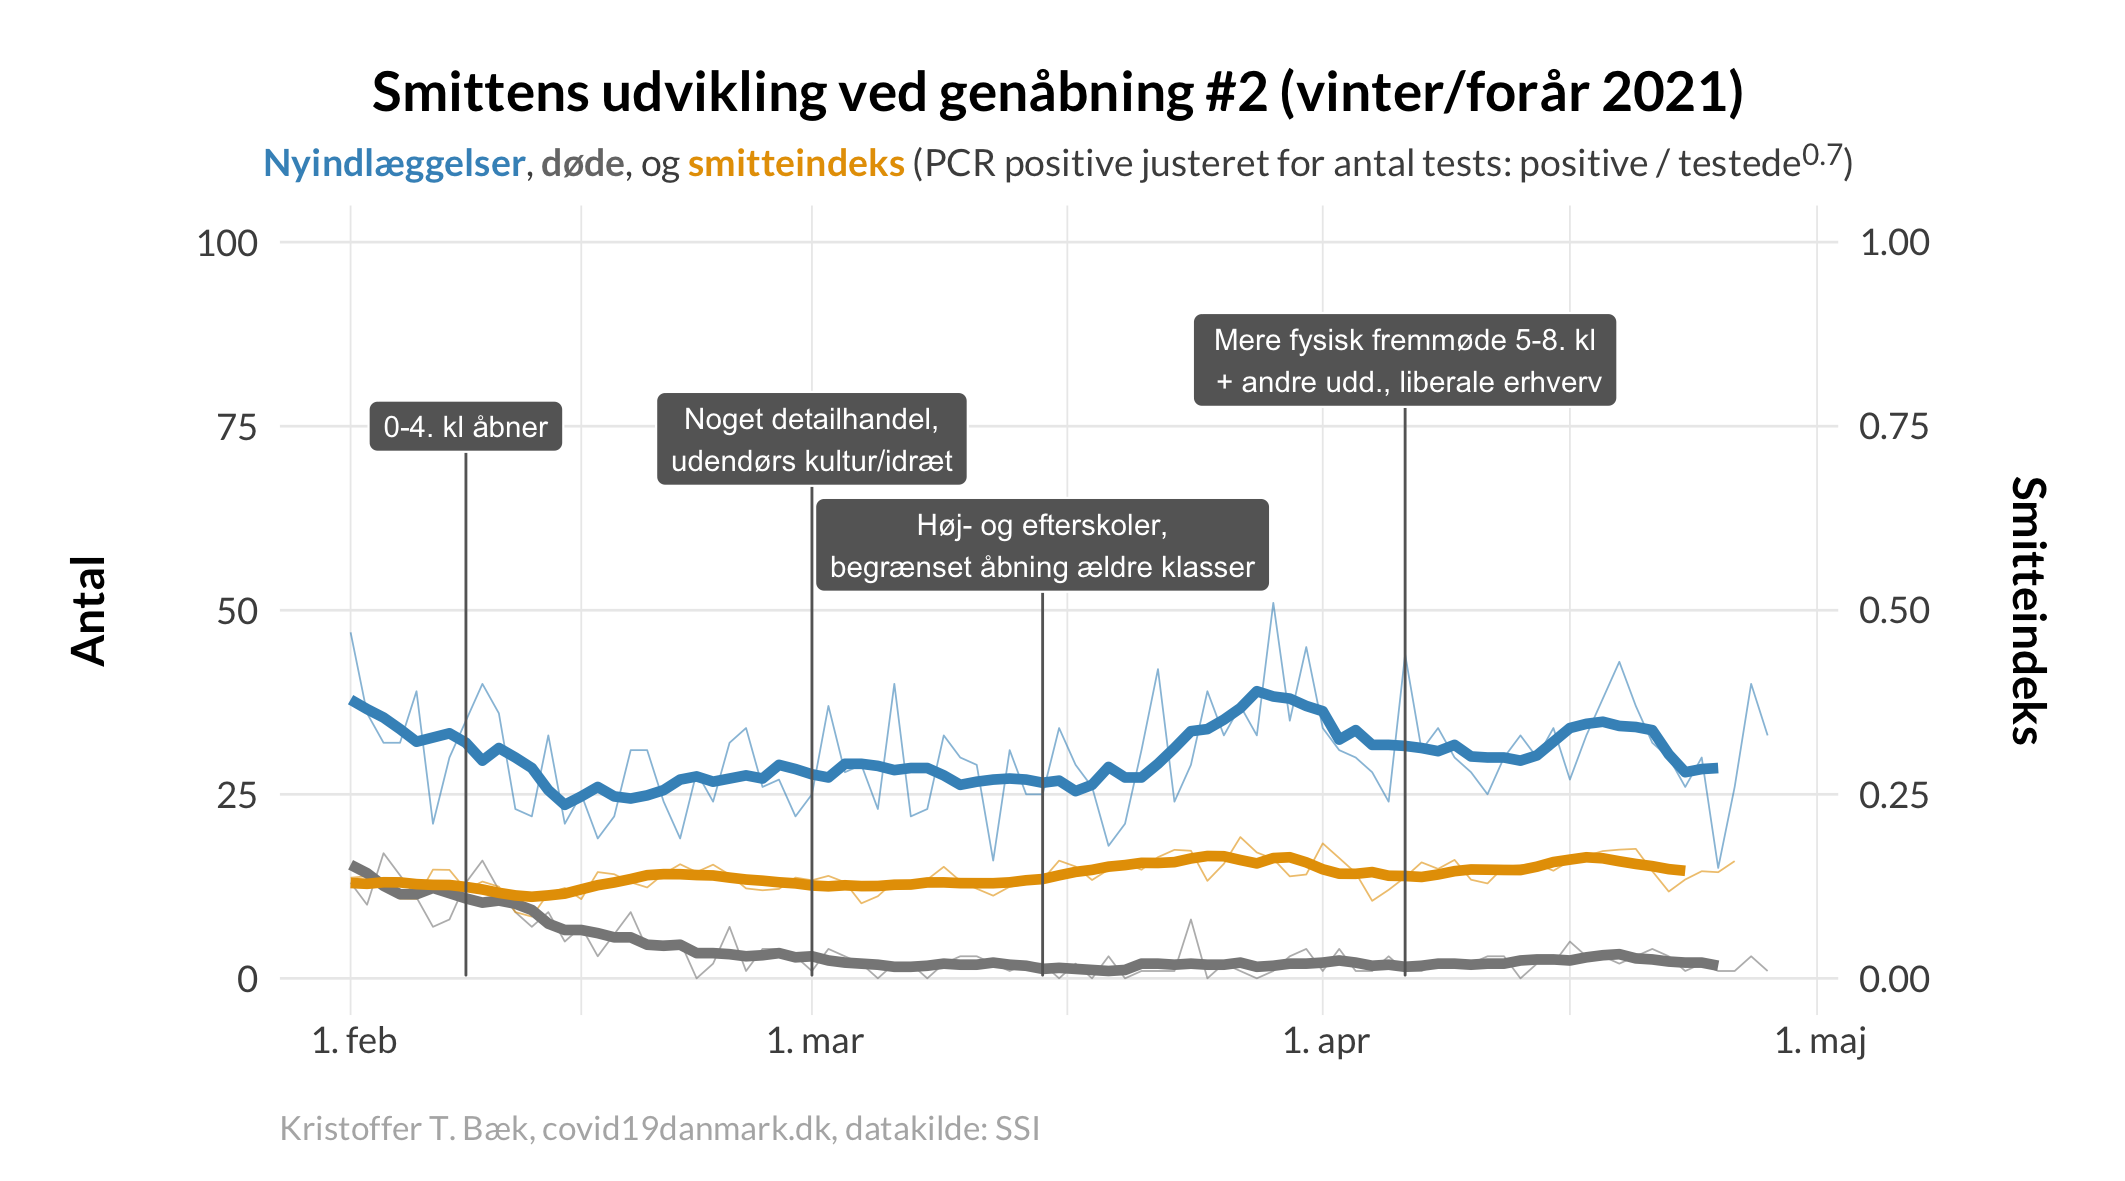 Smittens udvikling ved genåbning #2 (vinter/forår 2021)
Nyindlæggelser, døde, og smitteindeks (PCR positive justeret for antal tests: positive / testede^0.7)
100
75
50
25
0
Antal
1.00
0.75
0.50
0.25
0.00
Smitteindeks
0-4. kl åbner
Noget detailhandel,
udendørs kultur/idræt
Høj- og efterskoler,
begrænset åbning ældre klasser
Mere fysisk fremmøde 5-8. kl
+ andre udd., liberale erhverv
1. feb
1. mar
1. apr
1. maj
Kristoffer T. Bæk, covid19danmark.dk, datakilde: SSI